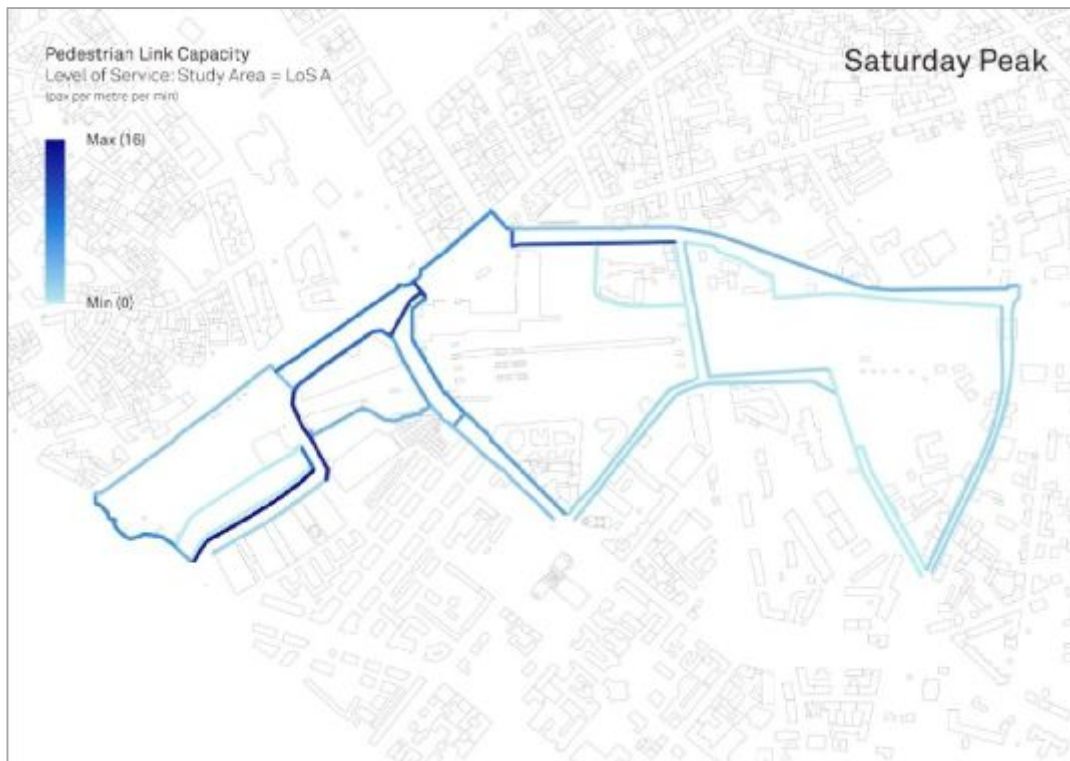 Pedestrian Link Capacity
Level of Service: Study Area = LoS A
(pax per metre per min)
Saturday Peak
Max (16)
Min (0)